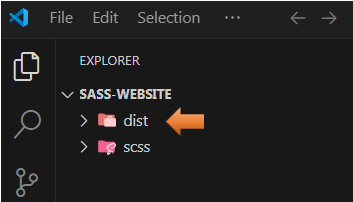 File Edit Selection ...
EXPLORER
SASS-WEBSITE
dist
scss